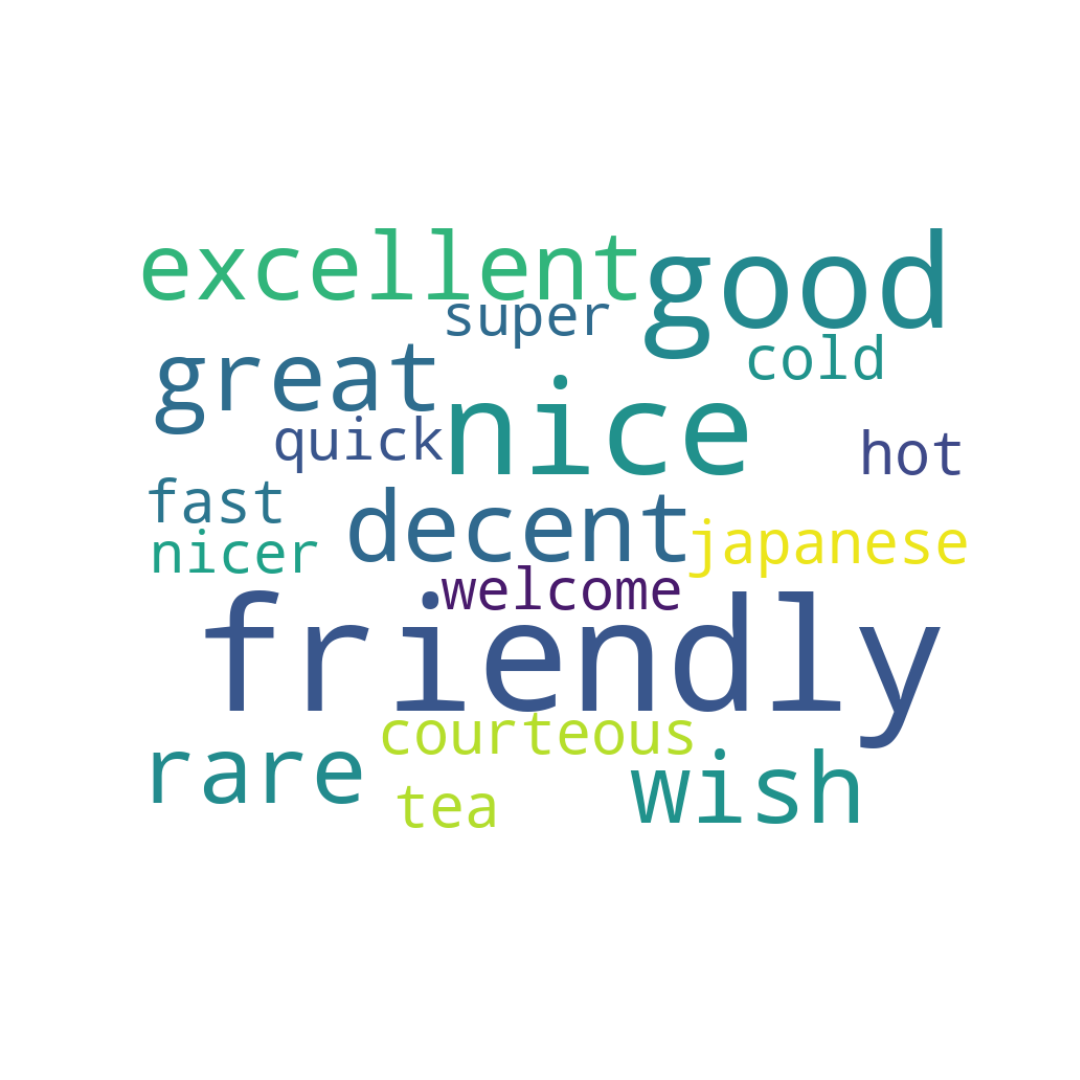 excellent good
super
cold
great
nice
quick
hot
fast
decent
japanese
nicer
welcome
friendly
courteous
rare
wish
tea